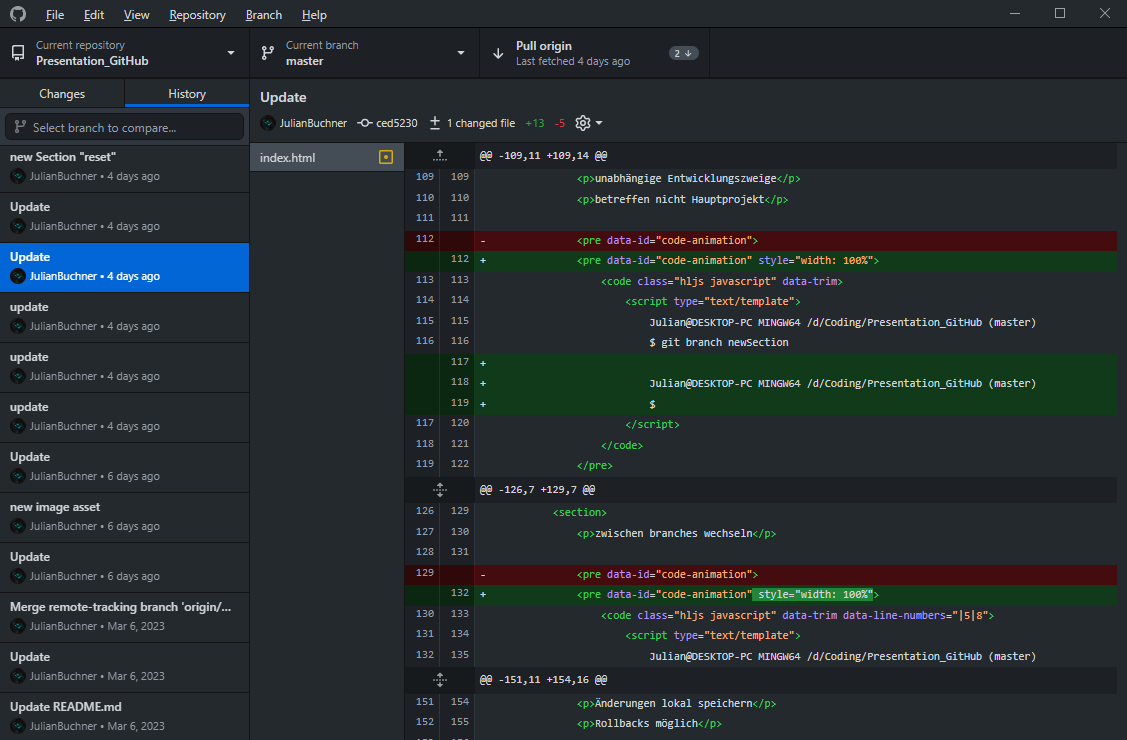 File Edit View Repository Branch Help
Current repository
Presentation_GitHub
Current branch
master
Pull origin
Last fetched 4 days ago
2
Changes History
Select branch to compare...
new Section "reset"
JulianBuchner • 4 days ago
Update
JulianBuchner • 4 days ago
Update
JulianBuchner • 4 days ago
update
JulianBuchner • 4 days ago
update
JulianBuchner • 4 days ago
update
JulianBuchner • 4 days ago
Update
JulianBuchner • 6 days ago
new image asset
JulianBuchner • 6 days ago
Update
JulianBuchner • 6 days ago
Merge remote-tracking branch 'origin/...
JulianBuchner • Mar 6, 2023
Update
JulianBuchner • Mar 6, 2023
Update README.md
JulianBuchner • Mar 6, 2023
Update
JulianBuchner ced5230 1 changed file +13 -5
index.html
@@ -109,11 +109,14 @@
109 109 <p>unabhängige Entwicklungszweige</p>
110 110 <p>betreffen nicht Hauptprojekt</p>
111 111
112 - <pre data-id="code-animation">
112 + <pre data-id="code-animation" style="width: 100%">
113 113 <code class="hljs javascript" data-trim>
114 114 <script type="text/template">
115 115 Julian@DESKTOP-PC MINGW64 /d/Coding/Presentation_GitHub (master)
116 116 $ git branch newSection
117 +
118 + Julian@DESKTOP-PC MINGW64 /d/Coding/Presentation_GitHub (master)
119 + $
117 120 </script>
118 121 </code>
119 122 </pre>
@@ -126,7 +129,7 @@
126 129 <section>
127 130 <p>zwischen branches wechseln</p>
128 131
129 - <pre data-id="code-animation">
132 + <pre data-id="code-animation" style="width: 100%">
130 133 <code class="hljs javascript" data-trim data-line-numbers="|5|8">
131 134 <script type="text/template">
132 135 Julian@DESKTOP-PC MINGW64 /d/Coding/Presentation_GitHub (master)
@@ -151,11 +154,16 @@
151 154 <p>Änderungen lokal speichern</p>
152 155 <p>Rollbacks möglich</p>